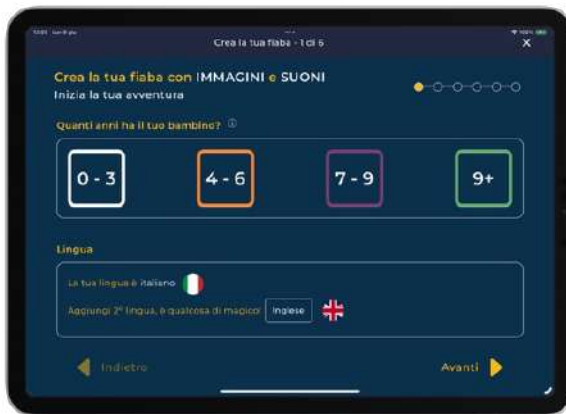 Crea la tua fiaba - 1 di 6
X
Crea la tua fiaba con IMMAGINI e SUONI
Inizia la tua avventura
Quanti anni ha il tuo bambino?
0 - 3
4 - 6
7 - 9
9+
Lingua
La tua lingua è italiano
Aggiungi 2° lingua, è qualcosa di magico! Inglese
Indietro
Avanti